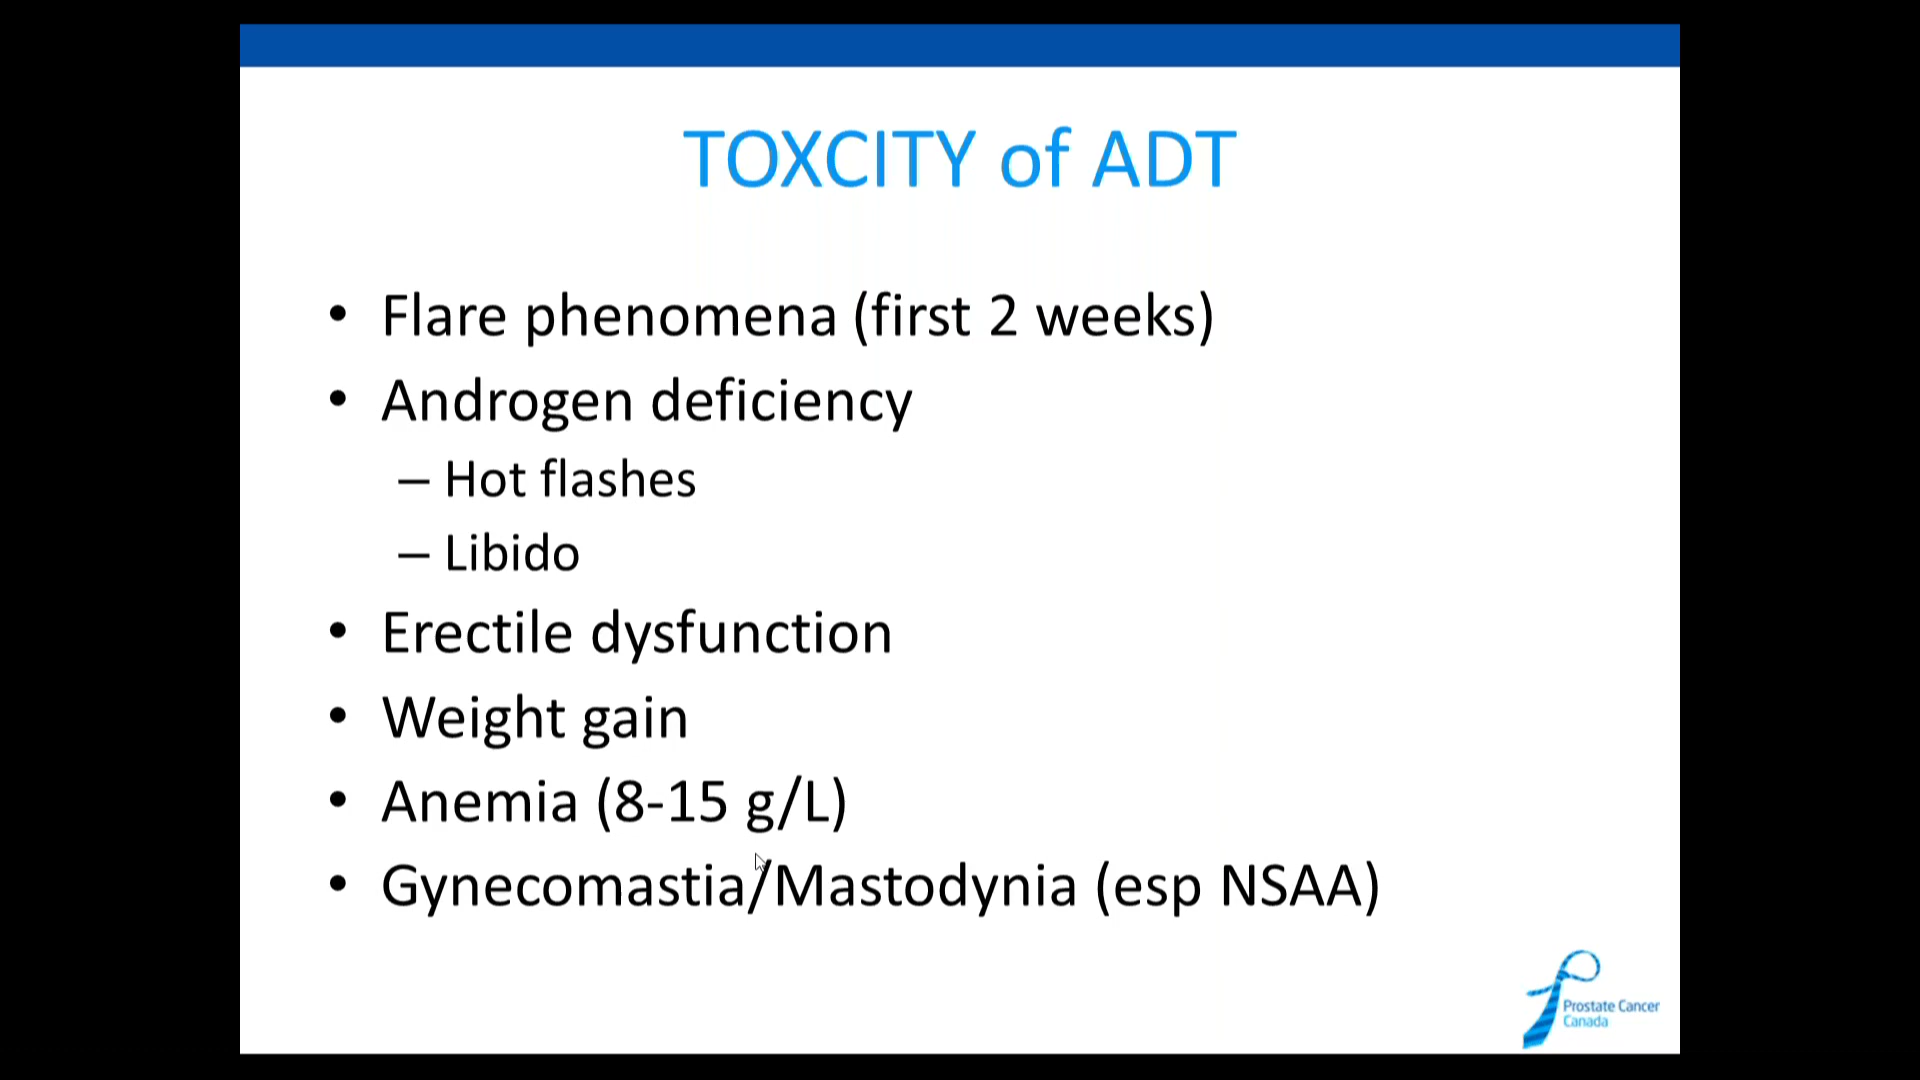 TOXCITY of ADT
• Flare phenomena (first 2 weeks)
• Androgen deficiency
– Hot flashes
– Libido
• Erectile dysfunction
• Weight gain
• Anemia (8-15 g/L)
• Gynecomastia/Mastodynia (esp NSAA)
Prostate Cancer
Canada